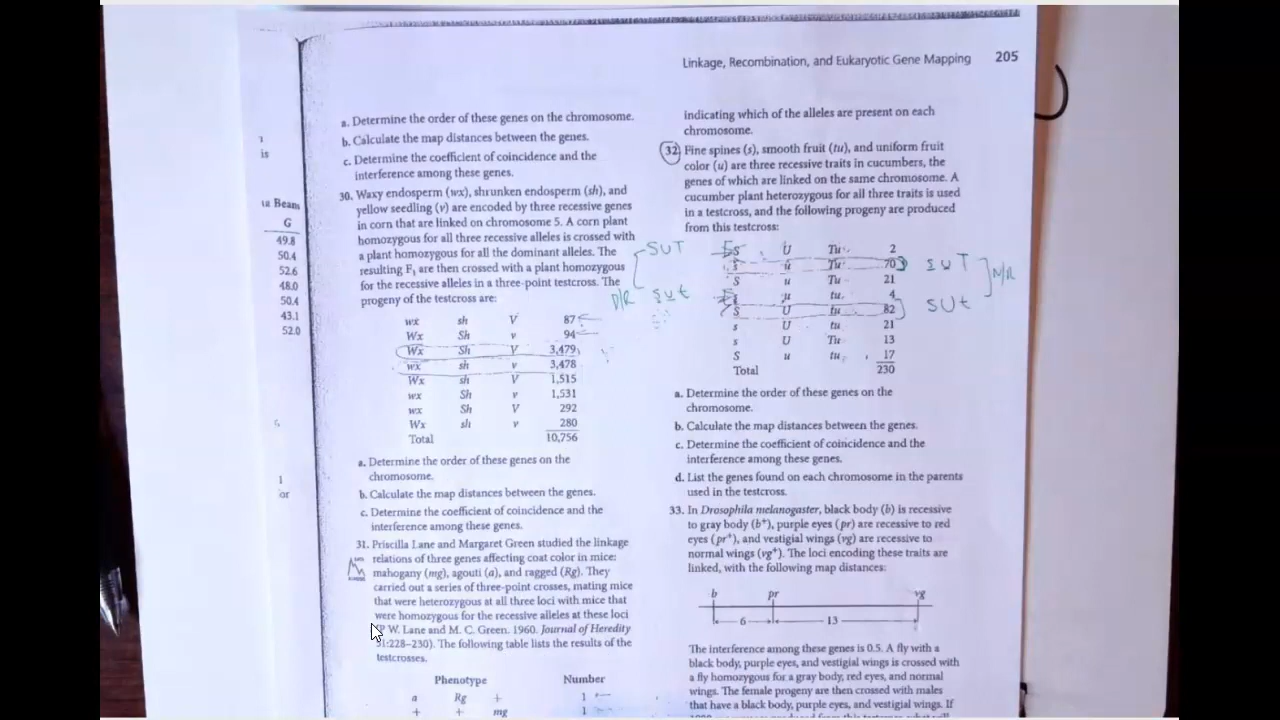 Linkage, Recombination, and Eukaryotic Gene Mapping 205
is
Beam
G
49.8
50.4
52.6
48.0
50.4
43.1
52.0
1
or
a. Determine the order of these genes on the chromosome.
b. Calculate the map distances between the genes.
c. Determine the coefficient of coincidence and the
interference among these genes.
30. Waxy endosperm (wx), shrunken endosperm (sh), and
yellow seedling (v) are encoded by three recessive genes
in corn that are linked on chromosome 5. A corn plant
homozygous for all three recessive alleles is crossed with
a plant homozygous for all the dominant alleles. The
resulting F1 are then crossed with a plant homozygous
for the recessive alleles in a three-point testcross. The
progeny of the testcross are:
wx sh V 87
Wx Sh v 94
Wx Sh V 3,479
wx sh v 3,478
Wx sh V 1,515
wx Sh v 1,531
wx Sh V 292
Wx sh v 280
Total 10,756
a. Determine the order of these genes on the
chromosome.
b. Calculate the map distances between the genes.
c. Determine the coefficient of coincidence and the
interference among these genes.
31. Priscilla Lane and Margaret Green studied the linkage
relations of three genes affecting coat color in mice:
mahogany (mg), agouti (a), and ragged (Rg). They
carried out a series of three-point crosses, mating mice
that were heterozygous at all three loci with mice that
were homozygous for the recessive alleles at these loci
W. Lane and M. C. Green. 1960. Journal of Heredity
:228–230). The following table lists the results of the
testcrosses.
Phenotype Number
a Rg + 1
+ + mg 1
indicating which of the alleles are present on each
chromosome.
32. Fine spines (s), smooth fruit (tu), and uniform fruit
color (u) are three recessive traits in cucumbers, the
genes of which are linked on the same chromosome. A
cucumber plant heterozygous for all three traits is used
in a testcross, and the following progeny are produced
from this testcross:
SUT s U Tu 2
s u Tu 70 SUT
S u Tu 21 N/R
D/R sut u tu 4
S U tu 82 SUt
s U tu 21
s U Tu 13
S u tu 17
Total 230
a. Determine the order of these genes on the
chromosome.
b. Calculate the map distances between the genes.
c. Determine the coefficient of coincidence and the
interference among these genes.
d. List the genes found on each chromosome in the parents
used in the testcross.
33. In Drosophila melanogaster, black body (b) is recessive
to gray body (b+), purple eyes (pr) are recessive to red
eyes (pr+), and vestigial wings (vg) are recessive to
normal wings (vg+). The loci encoding these traits are
linked, with the following map distances:
b pr vg
6 13
The interference among these genes is 0.5. A fly with a
black body, purple eyes, and vestigial wings is crossed with
a fly homozygous for a gray body, red eyes, and normal
wings. The female progeny are then crossed with males
that have a black body, purple eyes, and vestigial wings. If